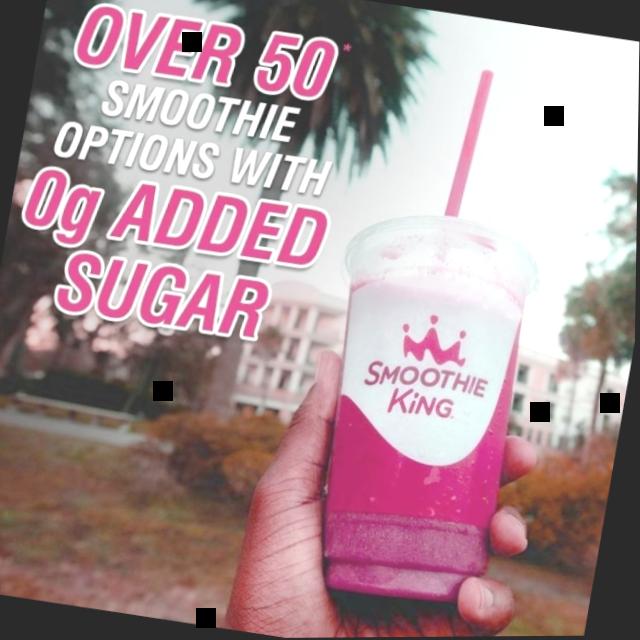 OVER 50*
SMOOTHIE
OPTIONS WITH
0g ADDED
SUGAR
SMOOTHIE
KiNG